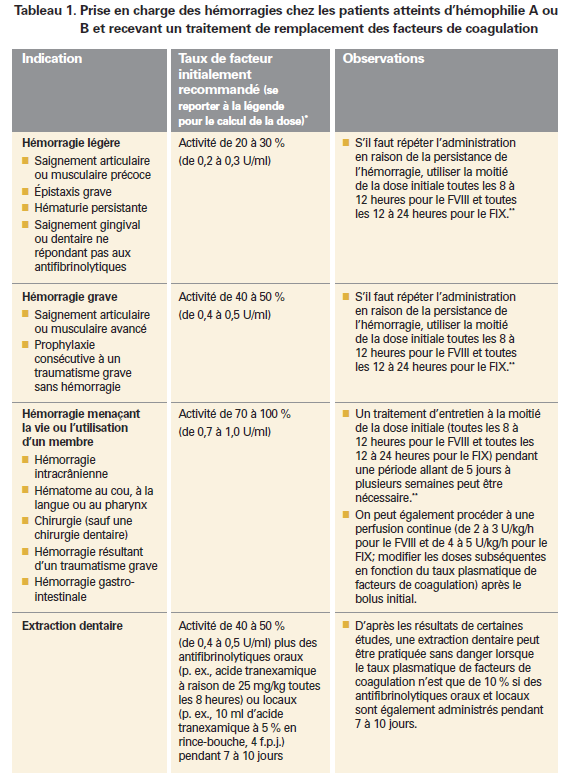 Tableau 1. Prise en charge des hémorragies chez les patients atteints d’hémophilie A ou
B et recevant un traitement de remplacement des facteurs de coagulation
Indication
Taux de facteur
initialement
recommandé (se
reporter à la légende
pour le calcul de la dose)*
Observations
Hémorragie légère
Saignement articulaire
ou musculaire précoce
Épistaxis grave
Hématurie persistante
Saignement gingival
ou dentaire ne
répondant pas aux
antifibrinolytiques
Activité de 20 à 30 %
(de 0,2 à 0,3 U/ml)
S’il faut répéter l’administration
en raison de la persistance de
l’hémorragie, utiliser la moitié
de la dose initiale toutes les 8 à
12 heures pour le FVIII et toutes
les 12 à 24 heures pour le FIX.**
Hémorragie grave
Saignement articulaire
ou musculaire avancé
Prophylaxie
consécutive à un
traumatisme grave
sans hémorragie
Activité de 40 à 50 %
(de 0,4 à 0,5 U/ml)
S’il faut répéter l’administration
en raison de la persistance de
l’hémorragie, utiliser la moitié
de la dose initiale toutes les 8 à
12 heures pour le FVIII et toutes
les 12 à 24 heures pour le FIX.**
Hémorragie menaçant
la vie ou l’utilisation
d’un membre
Hémorragie
intracrânienne
Hématome au cou, à la
langue ou au pharynx
Chirurgie (sauf une
chirurgie dentaire)
Hémorragie résultant
d’un traumatisme grave
Hémorragie gastro-
intestinale
Activité de 70 à 100 %
(de 0,7 à 1,0 U/ml)
Un traitement d’entretien à la moitié
de la dose initiale (toutes les 8 à
12 heures pour le FVIII et toutes les
12 à 24 heures pour le FIX) pendant
une période allant de 5 jours à
plusieurs semaines peut être
nécessaire.**
On peut également procéder à une
perfusion continue (de 2 à 3 U/kg/h
pour le FVIII et de 4 à 5 U/kg/h pour le
FIX; modifier les doses subséquentes
en fonction du taux plasmatique de
facteurs de coagulation) après le
bolus initial.
Extraction dentaire
Activité de 40 à 50 %
(de 0,4 à 0,5 U/ml) plus des
antifibrinolytiques oraux
(p. ex., acide tranexamique
à raison de 25 mg/kg toutes
les 8 heures) ou locaux
(p. ex., 10 ml d’acide
tranexamique à 5 % en
rince-bouche, 4 f.p.j.)
pendant 7 à 10 jours
D’après les résultats de certaines
études, une extraction dentaire peut
être pratiquée sans danger lorsque
le taux plasmatique de facteurs de
coagulation n’est que de 10 % si des
antifibrinolytiques oraux et locaux
sont également administrés pendant
7 à 10 jours.